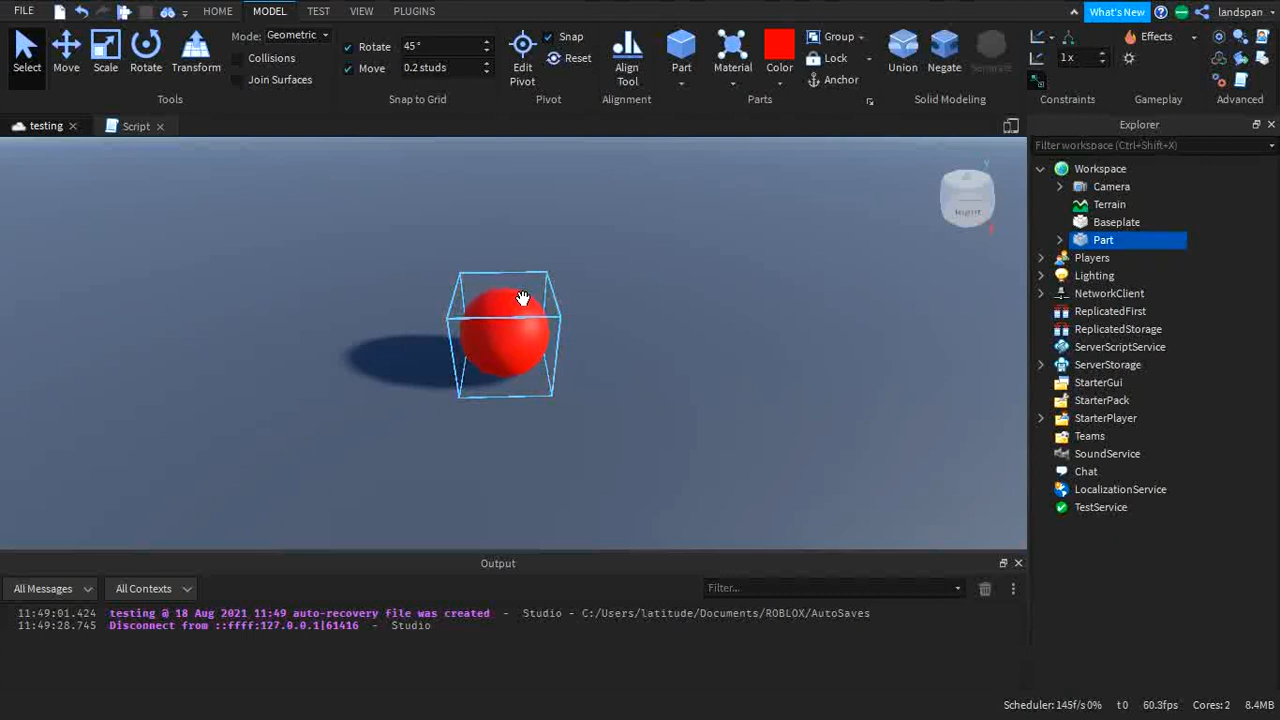 FILE HOME MODEL TEST VIEW PLUGINS What's New landspan
Select Move Scale Rotate Transform
Mode: Geometric
Collisions
Join Surfaces
Tools
Rotate 45°
Move 0.2 studs
Snap to Grid
Edit Pivot
Snap
Reset
Pivot
Align Tool
Alignment
Part Material Color
Group
Lock
Anchor
Parts
Union Negate Separate
Solid Modeling
1 x
Constraints
Effects
Gameplay
Advanced
testing Script
Right
Explorer
Filter workspace (Ctrl+Shift+X)
Workspace
Camera
Terrain
Baseplate
Part
Players
Lighting
NetworkClient
ReplicatedFirst
ReplicatedStorage
ServerScriptService
ServerStorage
StarterGui
StarterPack
StarterPlayer
Teams
SoundService
Chat
LocalizationService
TestService
Output
All Messages All Contexts Filter...
11:49:01.424 testing @ 18 Aug 2021 11:49 auto-recovery file was created - Studio - C:/Users/latitude/Documents/ROBLOX/AutoSaves
11:49:28.745 Disconnect from ::ffff:127.0.0.1|61416 - Studio
Scheduler: 145f/s 0% t 0 60.3fps Cores: 2 8.4MB